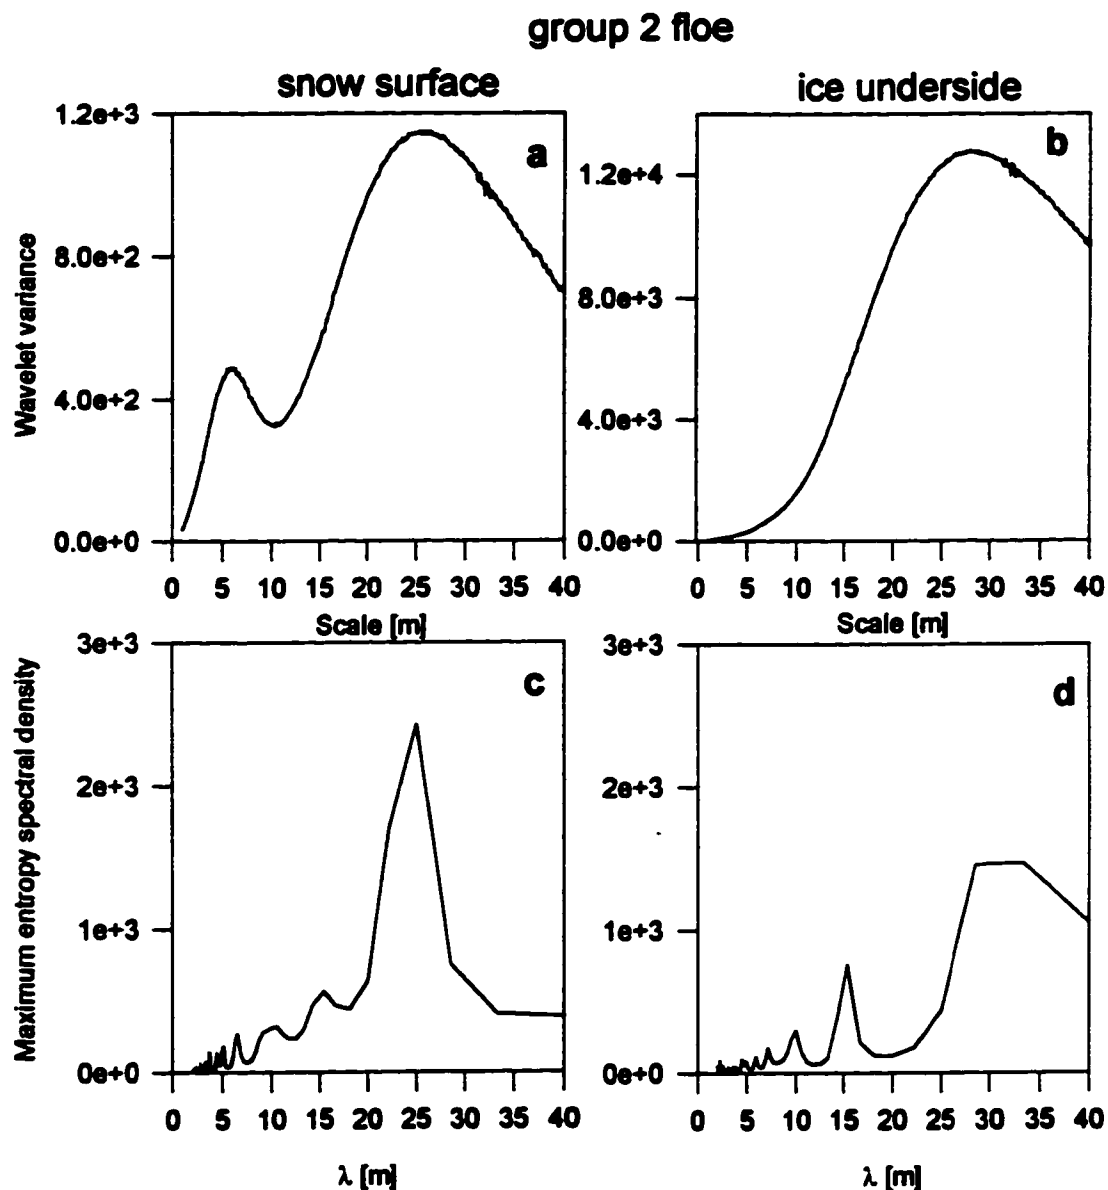 group 2 floe
snow surface
ice underside
1.2e+3
8.0e+2
4.0e+2
0.0e+0
Wavelet variance
a
0 5 10 15 20 25 30 35 40
Scale [m]
1.2e+4
8.0e+3
4.0e+3
0.0e+0
b
0 5 10 15 20 25 30 35 40
Scale [m]
3e+3
2e+3
1e+3
0e+0
Maximum entropy spectral density
c
0 5 10 15 20 25 30 35 40
λ [m]
3e+3
2e+3
1e+3
0e+0
d
0 5 10 15 20 25 30 35 40
λ [m]